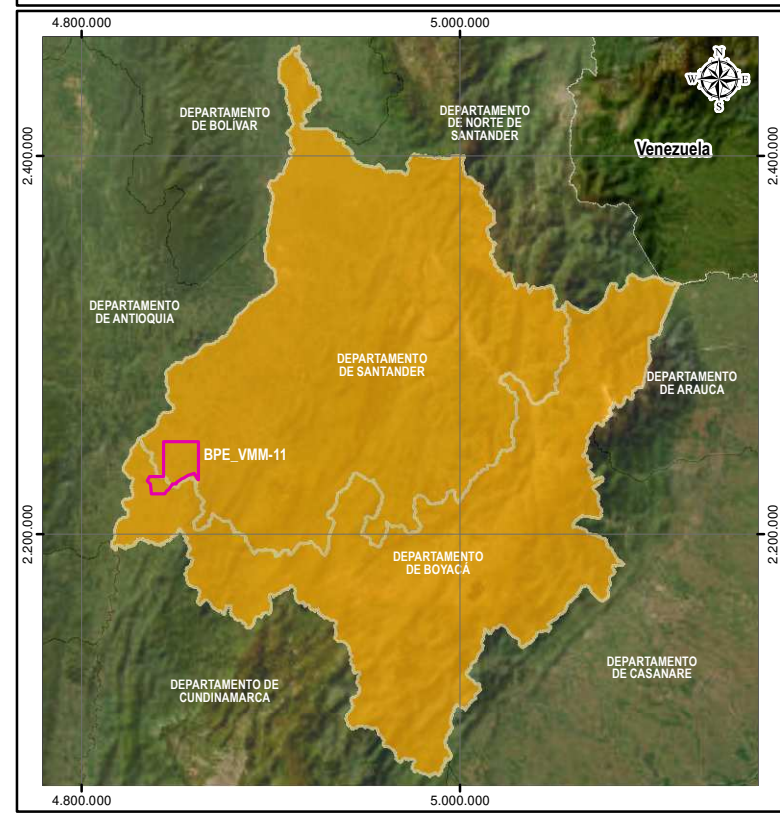 4.800.000
5.000.000
N
W
E
S
DEPARTAMENTO
DE BOLÍVAR
DEPARTAMENTO
DE NORTE DE
SANTANDER
Venezuela
2.400.000
2.400.000
DEPARTAMENTO
DE ANTIOQUIA
DEPARTAMENTO
DE SANTANDER
DEPARTAMENTO
DE ARAUCA
BPE_VMM-11
2.200.000
2.200.000
DEPARTAMENTO
DE BOYACÁ
DEPARTAMENTO
DE CASANARE
DEPARTAMENTO DE
CUNDINAMARCA
4.800.000
5.000.000